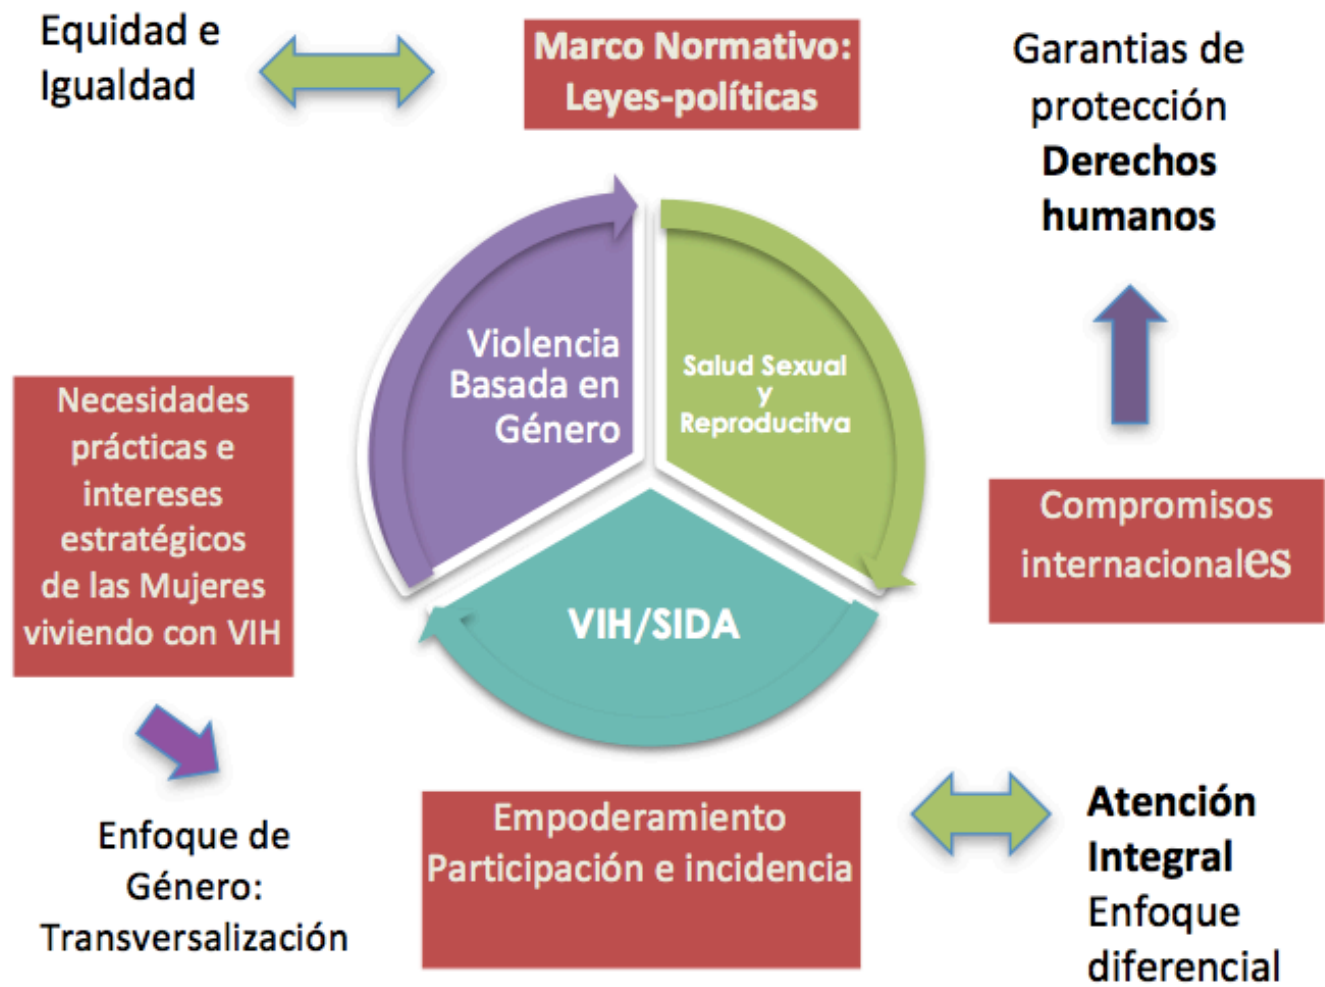 Equidad e
Igualdad
Marco Normativo:
Leyes-políticas
Garantias de
protección
Derechos
humanos
Violencia
Basada en
Género
Salud Sexual
y
Reproducitva
VIH/SIDA
Necesidades
prácticas e
intereses
estratégicos
de las Mujeres
viviendo con VIH
Compromisos
internacionales
Enfoque de
Género:
Transversalización
Empoderamiento
Participación e incidencia
Atención
Integral
Enfoque
diferencial